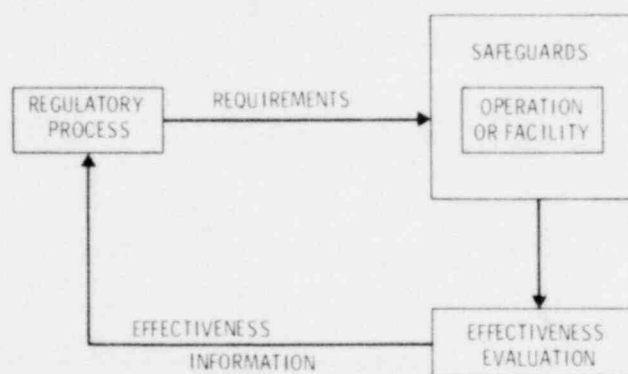 SAFEGUARDS
REGULATORY
PROCESS
REQUIREMENTS
OPERATION
OR FACILITY
EFFECTIVENESS
INFORMATION
EFFECTIVENESS
EVALUATION